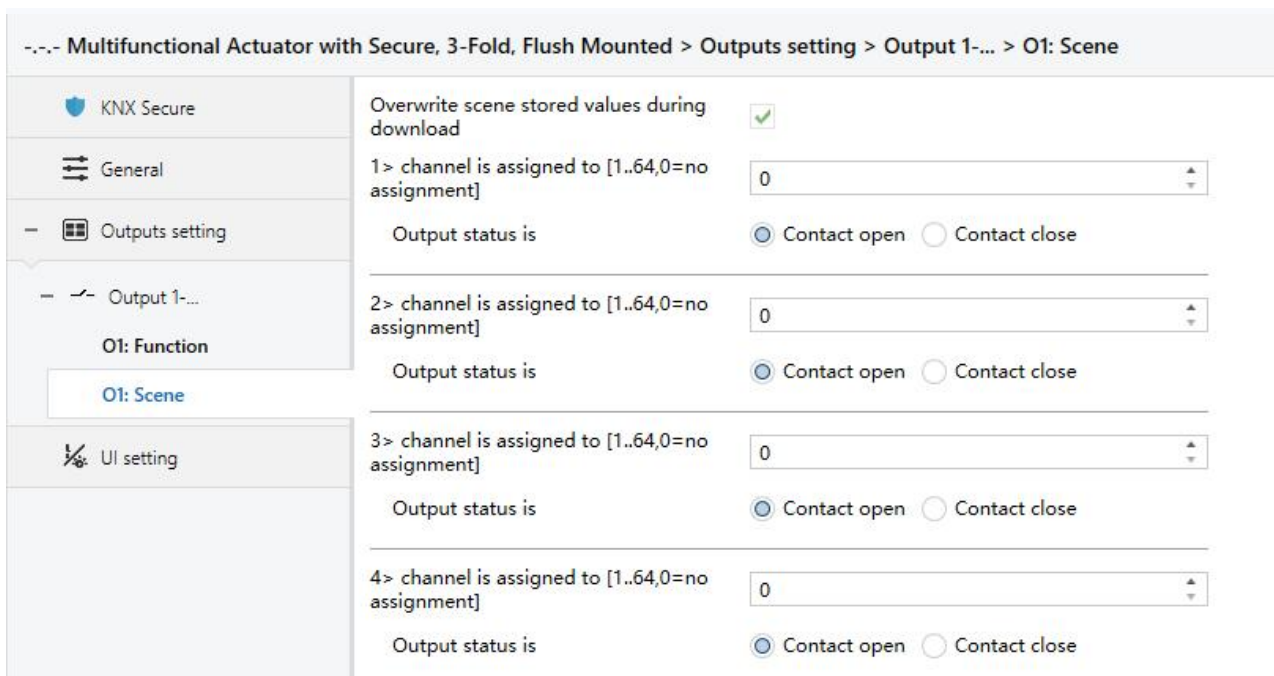 -.-.- Multifunctional Actuator with Secure, 3-Fold, Flush Mounted > Outputs setting > Output 1-... > O1: Scene
KNX Secure
General
Outputs setting
Output 1-...
O1: Function
O1: Scene
UI setting
Overwrite scene stored values during
download
1> channel is assigned to [1..64,0=no
assignment]
0
Output status is
Contact open
Contact close
2> channel is assigned to [1..64,0=no
assignment]
0
Output status is
Contact open
Contact close
3> channel is assigned to [1..64,0=no
assignment]
0
Output status is
Contact open
Contact close
4> channel is assigned to [1..64,0=no
assignment]
0
Output status is
Contact open
Contact close